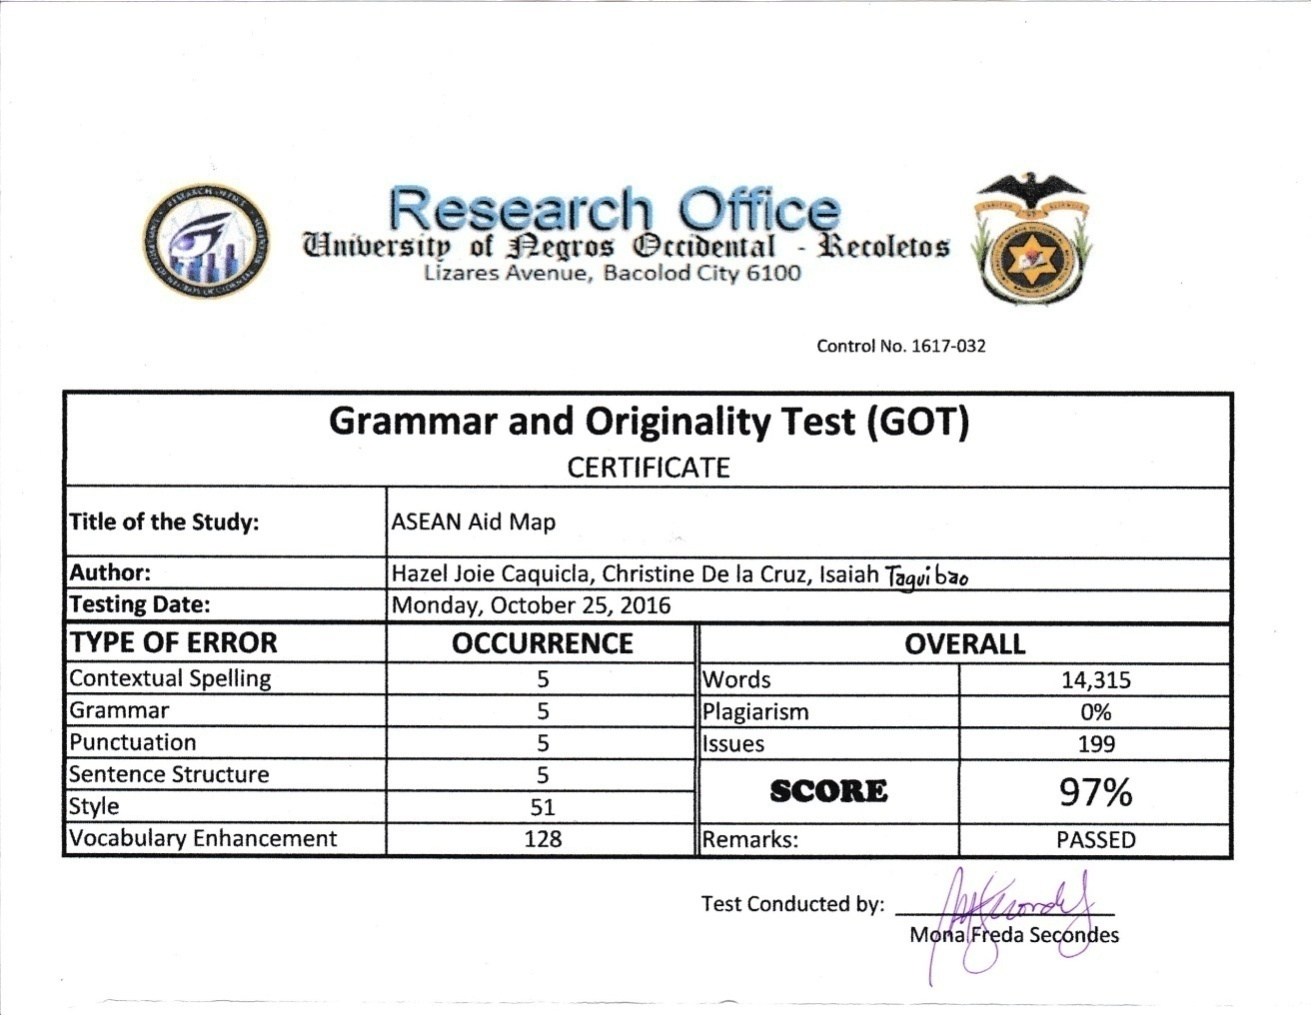 Research Office
University of Negros Occidental - Recoletos
Lizares Avenue, Bacolod City 6100
Control No. 1617-032
Grammar and Originality Test (GOT)
CERTIFICATE
Title of the Study: ASEAN Aid Map
Author: Hazel Joie Caquicla, Christine De la Cruz, Isaiah Taquibao
Testing Date: Monday, October 25, 2016
TYPE OF ERROR OCCURRENCE OVERALL
Contextual Spelling 5 Words 14,315
Grammar 5 Plagiarism 0%
Punctuation 5 Issues 199
Sentence Structure 5
SCORE 97%
Style 51
Vocabulary Enhancement 128 Remarks: PASSED
Test Conducted by:
Mona Freda Secondes